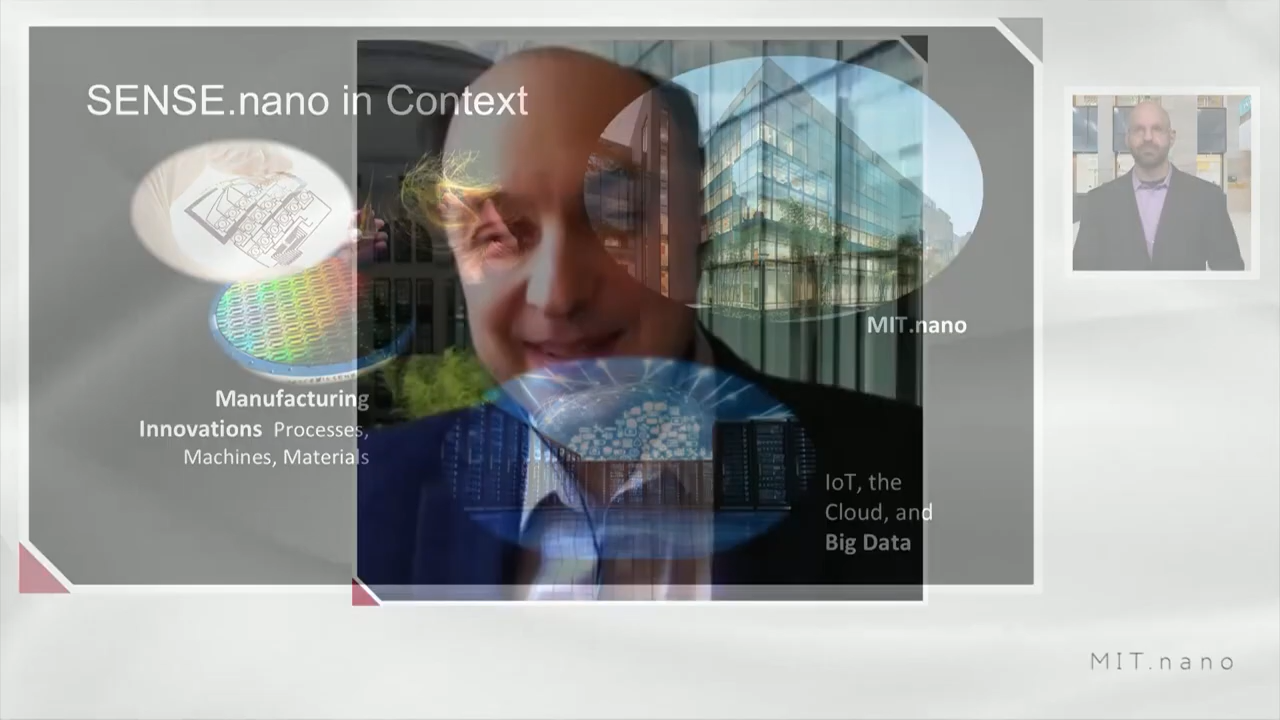 SENSE.nano in Context
MIT.nano
Manufacturing
Innovations Processes,
Machines, Materials
IoT, the
Cloud, and
Big Data
MIT.nano